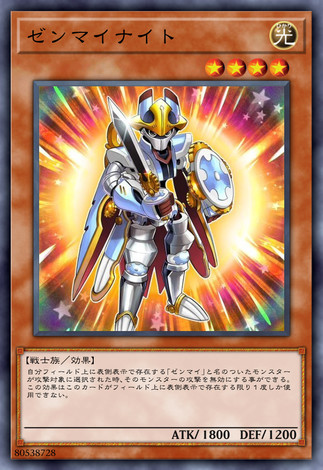 ゼンマイナイト
光
【戦士族／効果】
自分フィールド上に表側表示で存在する「ゼンマイ」と名のついたモンスター
が攻撃対象に選択された時、そのモンスターの攻撃を無効にする事ができる。
この効果はこのカードがフィールド上に表側表示で存在する限り１度しか
使用できない。
ATK/ 1800 DEF/1200
80538728